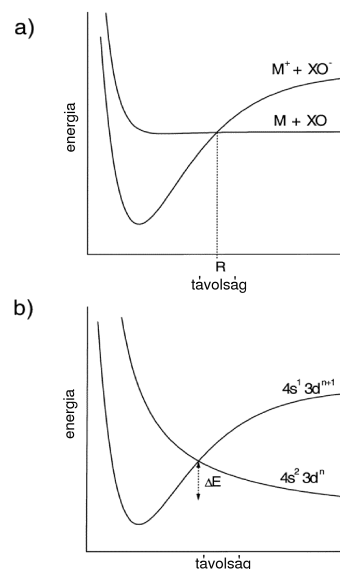 a)
energia
M⁺ + XO⁻
M + XO
R
távolság
b)
energia
4s¹ 3dⁿ⁺¹
ΔE
4s² 3dⁿ
távolság